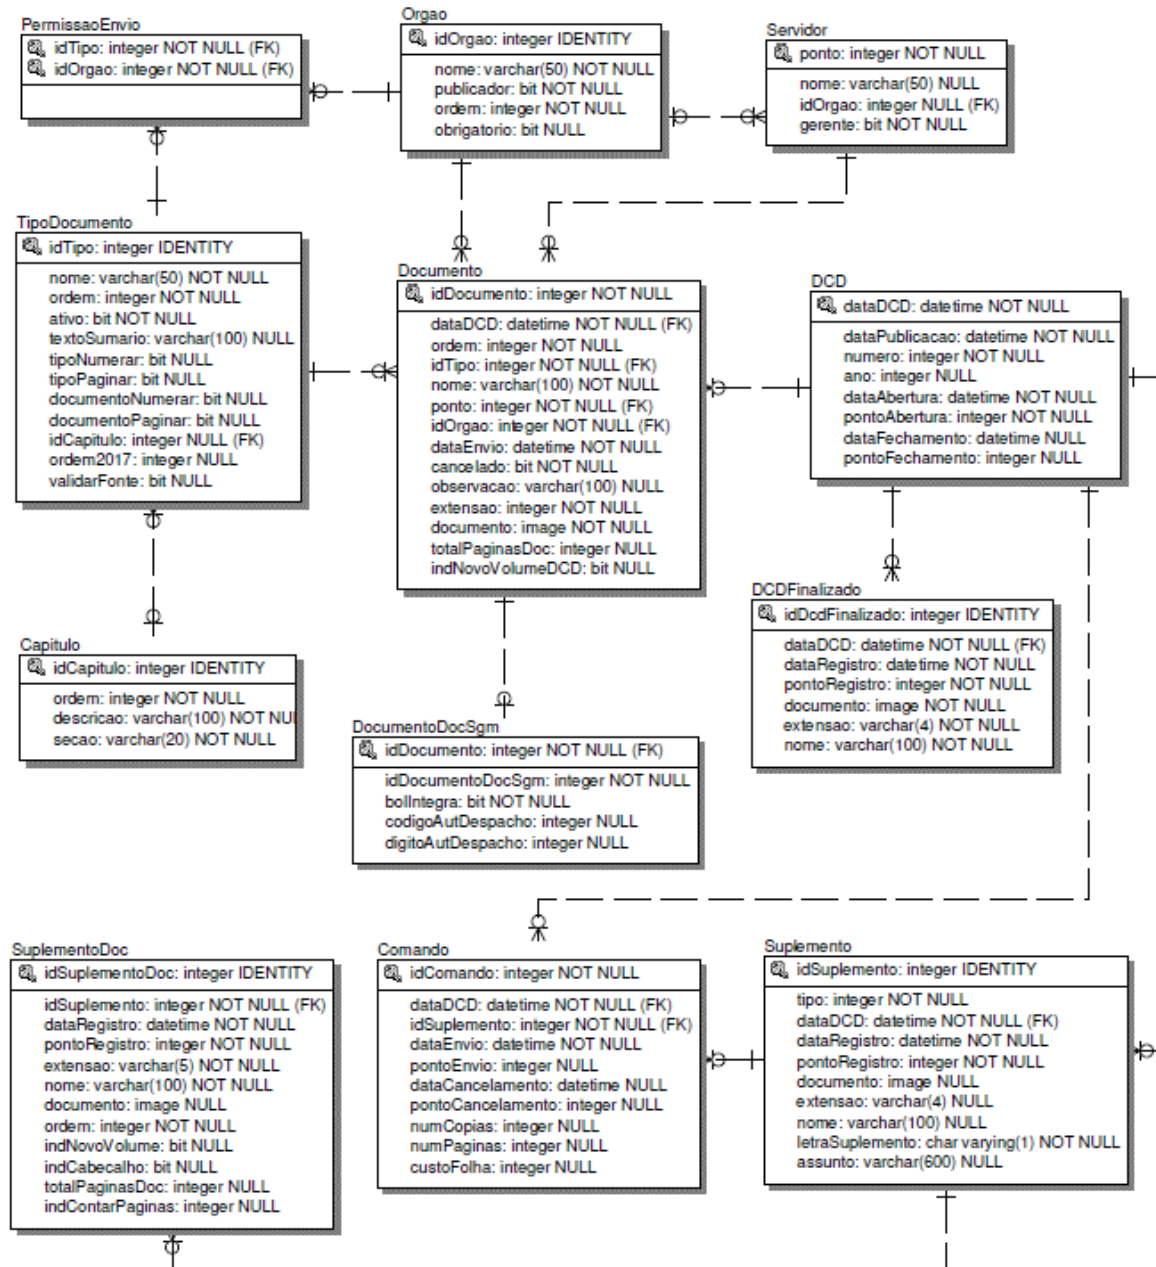 PermissaoEnvio
idTipo: integer NOT NULL (FK)
idOrgao: integer NOT NULL (FK)
Orgao
idOrgao: integer IDENTITY
nome: varchar(50) NOT NULL
publicador: bit NOT NULL
ordem: integer NOT NULL
obrigatorio: bit NULL
Servidor
ponto: integer NOT NULL
nome: varchar(50) NULL
idOrgao: integer NULL (FK)
gerente: bit NOT NULL
TipoDocumento
idTipo: integer IDENTITY
nome: varchar(50) NOT NULL
ordem: integer NOT NULL
ativo: bit NOT NULL
textoSumario: varchar(100) NULL
tipoNumerar: bit NULL
tipoPaginar: bit NULL
documentoNumerar: bit NULL
documentoPaginar: bit NULL
idCapitulo: integer NULL (FK)
ordem2017: integer NULL
validarFonte: bit NULL
Documento
idDocumento: integer NOT NULL
dataDCD: datetime NOT NULL (FK)
ordem: integer NOT NULL
idTipo: integer NOT NULL (FK)
nome: varchar(100) NOT NULL
ponto: integer NOT NULL (FK)
idOrgao: integer NOT NULL (FK)
dataEnvio: datetime NOT NULL
cancelado: bit NOT NULL
observacao: varchar(100) NULL
extensao: integer NOT NULL
documento: image NOT NULL
totalPaginasDoc: integer NULL
indNovoVolumeDCD: bit NULL
DCD
dataDCD: datetime NOT NULL
dataPublicacao: datetime NOT NULL
numero: integer NOT NULL
ano: integer NULL
dataAbertura: datetime NOT NULL
pontoAbertura: integer NOT NULL
dataFechamento: datetime NULL
pontoFechamento: integer NULL
DCDFinalizado
idDcdFinalizado: integer IDENTITY
dataDCD: datetime NOT NULL (FK)
dataRegistro: datetime NOT NULL
pontoRegistro: integer NOT NULL
documento: image NOT NULL
extensao: varchar(4) NOT NULL
nome: varchar(100) NOT NULL
Capitulo
idCapitulo: integer IDENTITY
ordem: integer NOT NULL
descricao: varchar(100) NOT NUL
secao: varchar(20) NOT NULL
DocumentoDocSgm
idDocumento: integer NOT NULL (FK)
idDocumentoDocSgm: integer NOT NULL
bolIntegra: bit NOT NULL
codigoAutDespacho: integer NULL
digitoAutDespacho: integer NULL
SuplementoDoc
idSuplementoDoc: integer IDENTITY
idSuplemento: integer NOT NULL (FK)
dataRegistro: datetime NOT NULL
pontoRegistro: integer NOT NULL
extensao: varchar(5) NOT NULL
nome: varchar(100) NOT NULL
documento: image NULL
ordem: integer NOT NULL
indNovoVolume: bit NULL
indCabecalho: bit NULL
totalPaginasDoc: integer NULL
indContarPaginas: integer NULL
Comando
idComando: integer NOT NULL
dataDCD: datetime NOT NULL (FK)
idSuplemento: integer NOT NULL (FK)
dataEnvio: datetime NOT NULL
pontoEnvio: integer NULL
dataCancelamento: datetime NULL
pontoCancelamento: integer NULL
numCopias: integer NULL
numPaginas: integer NULL
custoFolha: integer NULL
Suplemento
idSuplemento: integer IDENTITY
tipo: integer NOT NULL
dataDCD: datetime NOT NULL (FK)
dataRegistro: datetime NOT NULL
pontoRegistro: integer NOT NULL
documento: image NULL
extensao: varchar(4) NULL
nome: varchar(100) NULL
letraSuplemento: char varying(1) NOT NULL
assunto: varchar(600) NULL